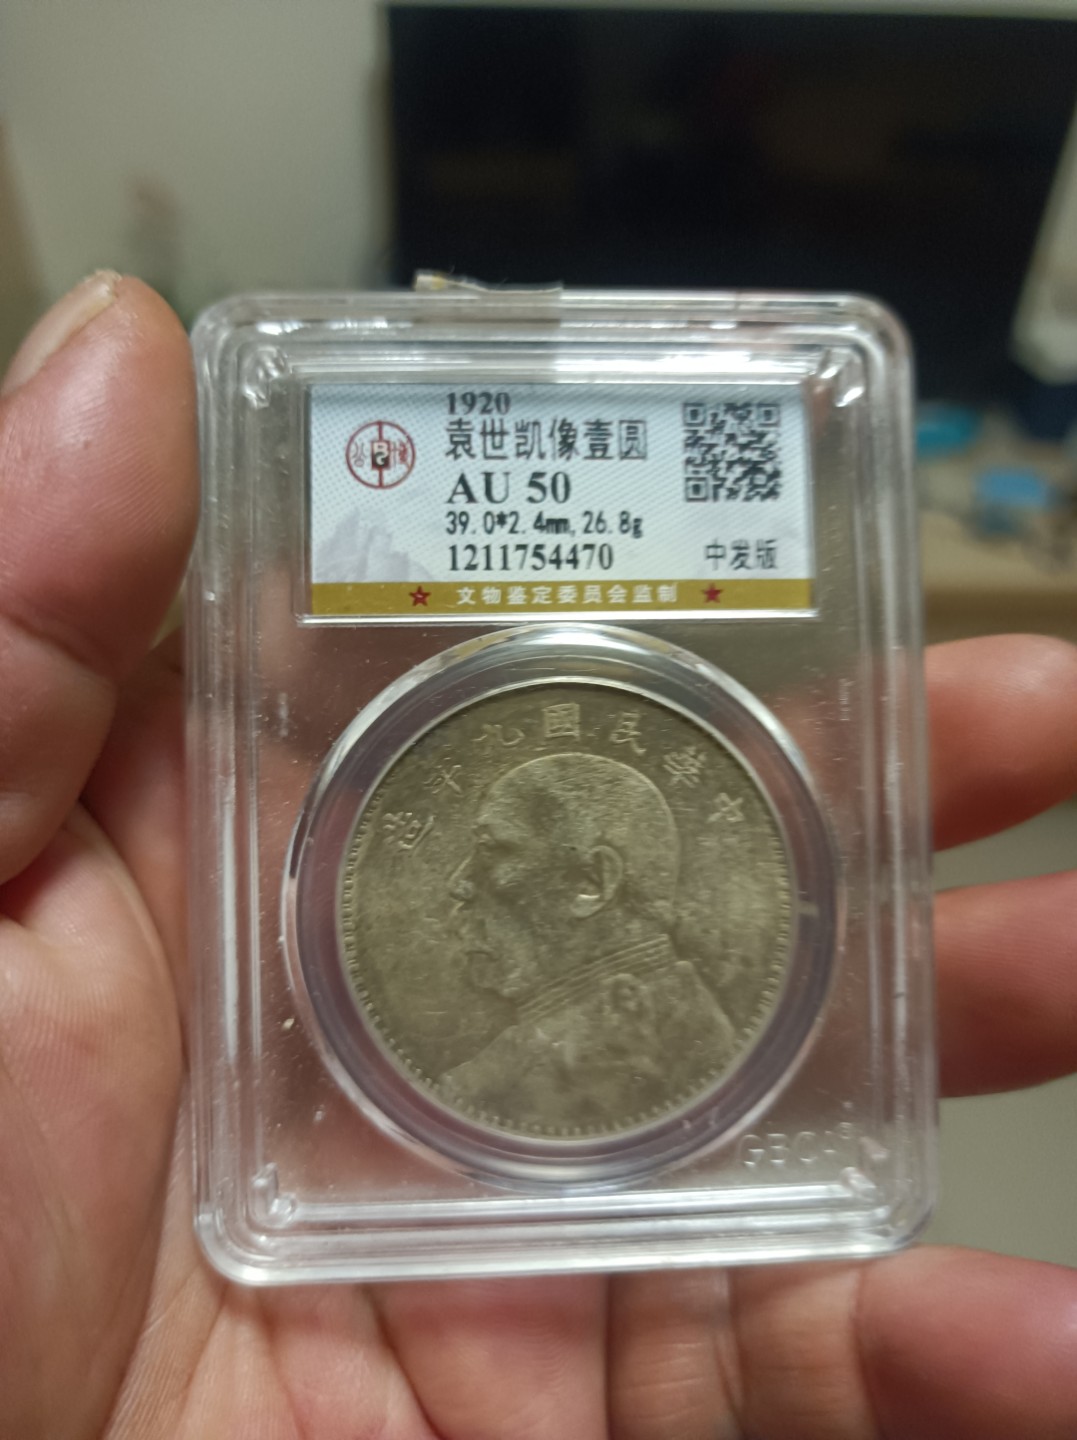 1920
袁世凯像壹圆
AU 50
39.0*2.4mm,26.8g
1211754470
中发版
文物鉴定委员会监制
造年九國民華中